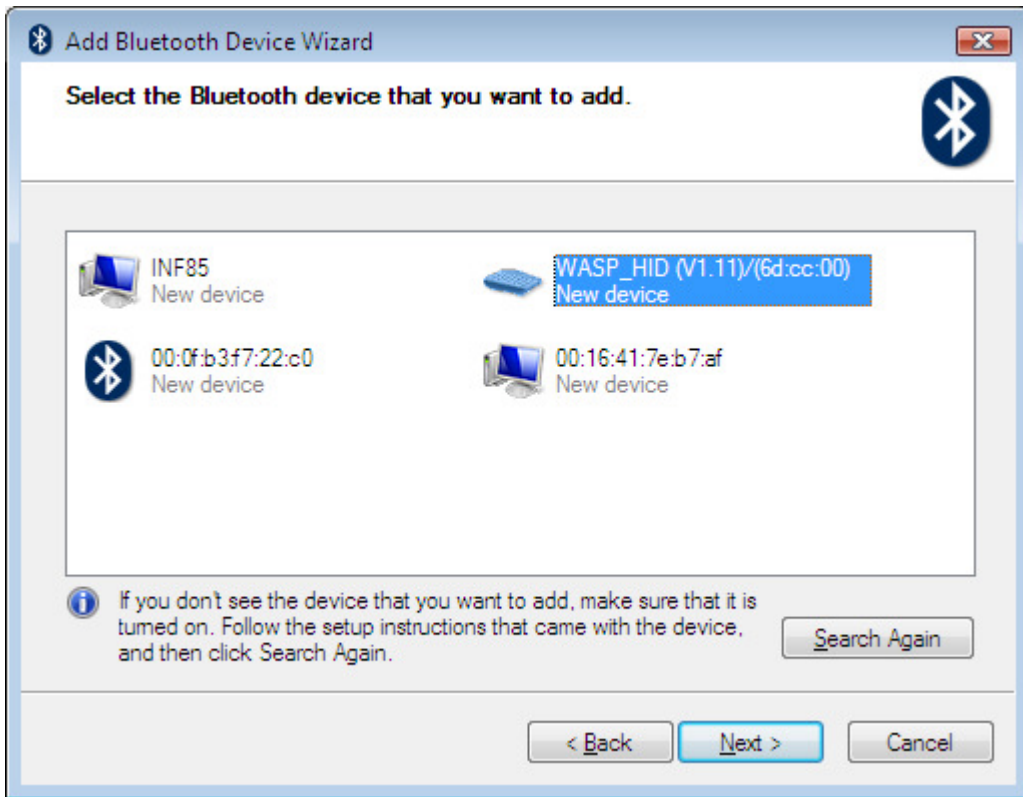 Add Bluetooth Device Wizard
Select the Bluetooth device that you want to add.
INF85
New device
WASP_HID (V1.11)/(6d:cc:00)
New device
00:0f:b3:f7:22:c0
New device
00:16:41:7e:b7:af
New device
If you don't see the device that you want to add, make sure that it is
turned on. Follow the setup instructions that came with the device,
and then click Search Again.
Search Again
< Back
Next >
Cancel